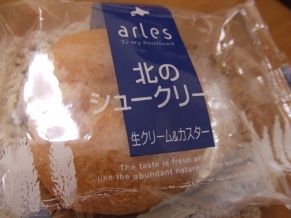 arles
To my Sweetheart
北の
シュークリー
生クリーム&カスター
The taste is fresh and
like the abundant nature